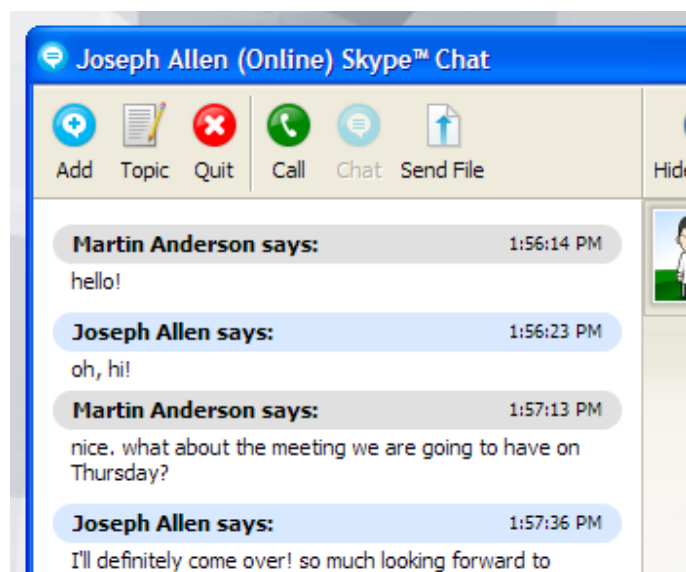 Joseph Allen (Online) Skype™ Chat
Add Topic Quit Call Chat Send File
Martin Anderson says: 1:56:14 PM
hello!
Joseph Allen says: 1:56:23 PM
oh, hi!
Martin Anderson says: 1:57:13 PM
nice. what about the meeting we are going to have on
Thursday?
Joseph Allen says: 1:57:36 PM
I'll definitely come over! so much looking forward to